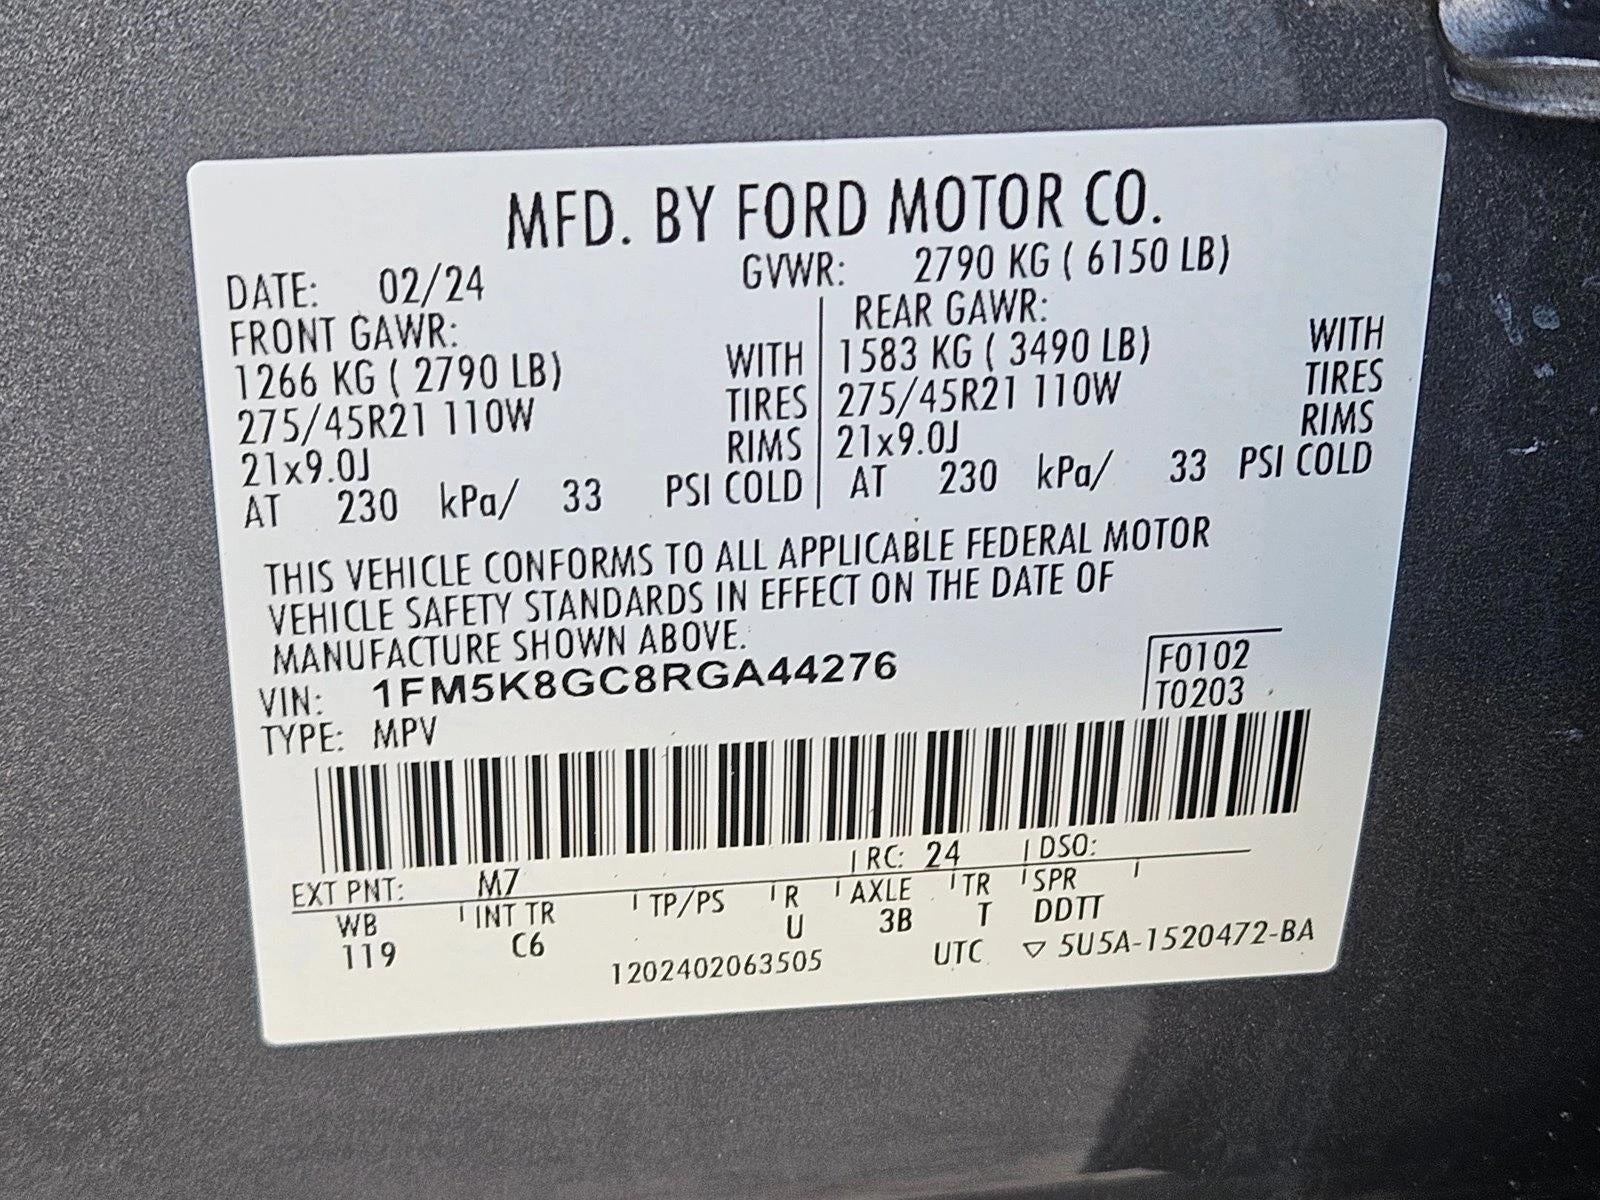 MFD. BY FORD MOTOR CO.
DATE: 02/24 GVWR: 2790 KG ( 6150 LB)
FRONT GAWR: REAR GAWR:
1266 KG ( 2790 LB) WITH 1583 KG ( 3490 LB) WITH
275/45R21 110W TIRES 275/45R21 110W TIRES
21x9.0J RIMS 21x9.0J RIMS
AT 230 kPa/ 33 PSI COLD AT 230 kPa/ 33 PSI COLD
THIS VEHICLE CONFORMS TO ALL APPLICABLE FEDERAL MOTOR
VEHICLE SAFETY STANDARDS IN EFFECT ON THE DATE OF
MANUFACTURE SHOWN ABOVE.
VIN: 1FM5K8GC8RGA44276 F0102
TYPE: MPV T0203
EXT PNT: M7 RC: 24 DSO:
WB INT TR TP/PS R AXLE TR SPR
119 C6 U 3B T DDTT
1202402063505 UTC ▽ 5U5A-1520472-BA